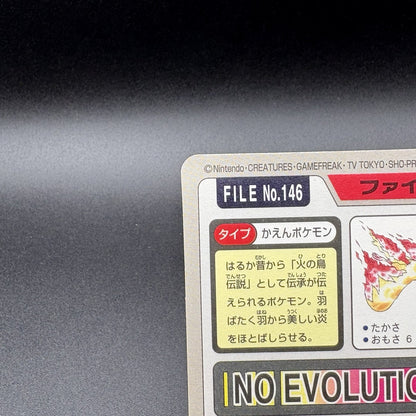 ©Nintendo・CREATURES・GAMEFREAK・TV TOKYO・SHO-PR
FILE No.146
ファイ
タイプ かえんポケモン
はるか昔から「火の鳥
伝説」として伝承が伝
えられるポケモン。羽
ばたく羽から美しい炎
をほとばしらせる。
●たかさ
●おもさ 6
NO EVOLUTIO